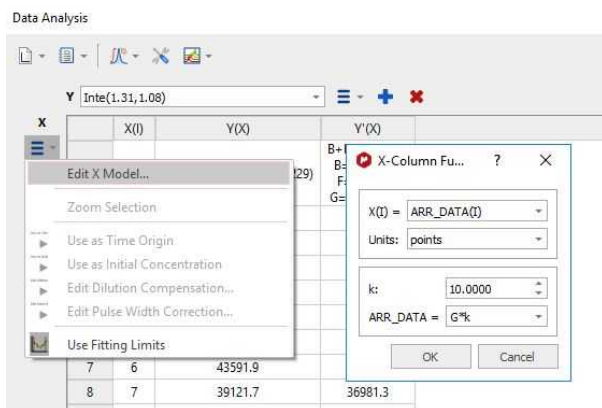 Data Analysis
Y Inte(1.31,1.08)
X
X(I) Y(X) Y'(X)
Edit X Model...
Zoom Selection
Use as Time Origin
Use as Initial Concentration
Edit Dilution Compensation...
Edit Pulse Width Correction...
Use Fitting Limits
229)
B+
B=
F=
G=
X-Column Fu... ? ×
X(I) = ARR_DATA(I)
Units: points
k: 10.0000
ARR_DATA = G*k
OK Cancel
7 6 43591.9
8 7 39121.7 36981.3